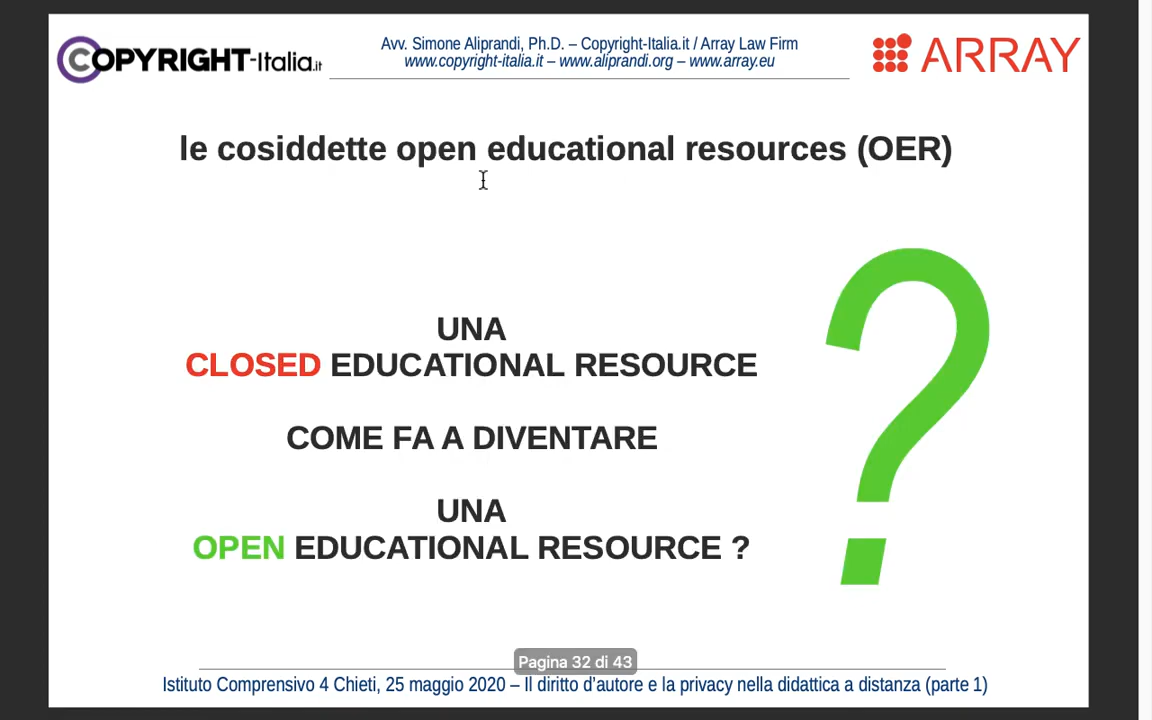 COPYRIGHT-Italia.it
Avv. Simone Aliprandi, Ph.D. – Copyright-Italia.it / Array Law Firm
www.copyright-italia.it – www.aliprandi.org – www.array.eu
ARRAY
le cosiddette open educational resources (OER)
UNA
CLOSED EDUCATIONAL RESOURCE
COME FA A DIVENTARE
UNA
OPEN EDUCATIONAL RESOURCE ?
?
Pagina 32 di 43
Istituto Comprensivo 4 Chieti, 25 maggio 2020 – Il diritto d'autore e la privacy nella didattica a distanza (parte 1)